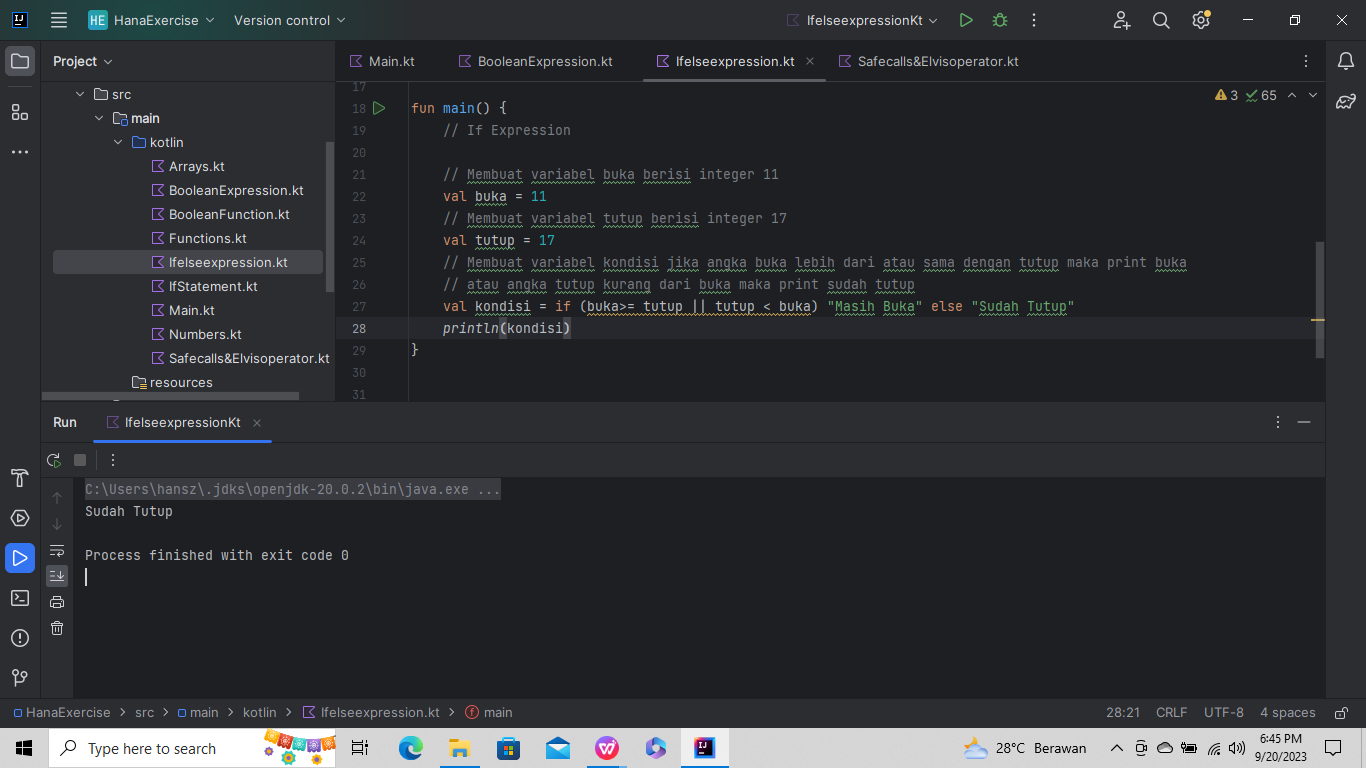 HE HanaExercise Version control IfelseexpressionKt
Project
Main.kt BooleanExpression.kt Ifelseexpression.kt Safecalls&Elvisoperator.kt
src
main
kotlin
Arrays.kt
BooleanExpression.kt
BooleanFunction.kt
Functions.kt
Ifelseexpression.kt
IfStatement.kt
Main.kt
Numbers.kt
Safecalls&Elvisoperator.kt
resources
3 65
17
18 fun main() {
19 // If Expression
20
21 // Membuat variabel buka berisi integer 11
22 val buka = 11
23 // Membuat variabel tutup berisi integer 17
24 val tutup = 17
25 // Membuat variabel kondisi jika angka buka lebih dari atau sama dengan tutup maka print buka
26 // atau angka tutup kurang dari buka maka print sudah tutup
27 val kondisi = if (buka>= tutup || tutup < buka) "Masih Buka" else "Sudah Tutup"
28 println(kondisi)
29 }
30
31
Run IfelseexpressionKt
C:\Users\hansz\.jdks\openjdk-20.0.2\bin\java.exe ...
Sudah Tutup
Process finished with exit code 0
HanaExercise > src > main > kotlin > Ifelseexpression.kt > main 28:21 CRLF UTF-8 4 spaces
Type here to search 28°C Berawan 6:45 PM
9/20/2023